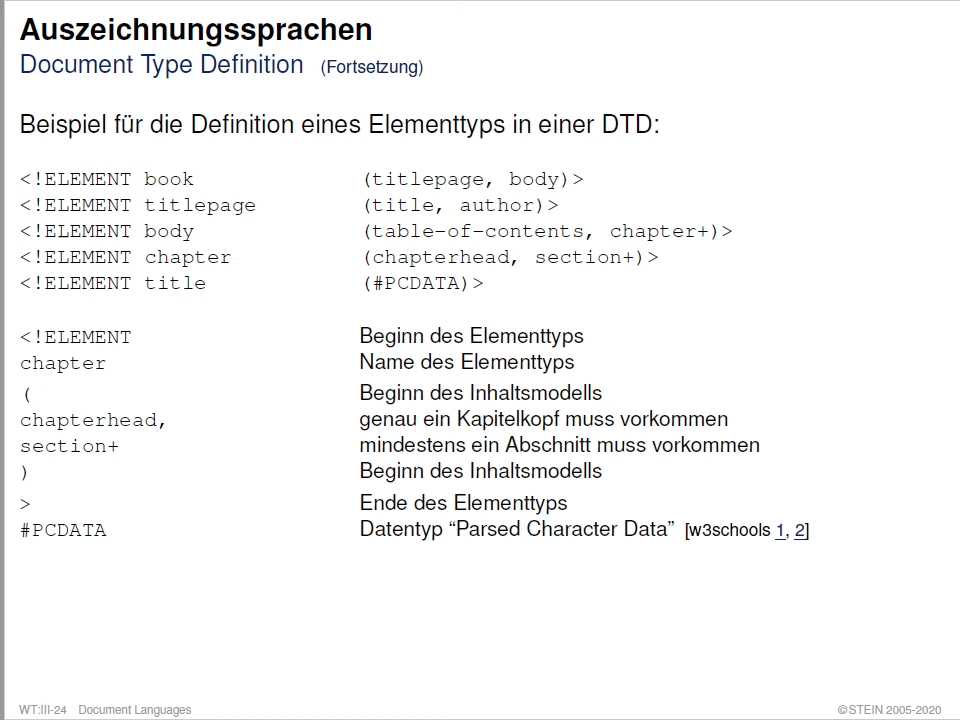 Auszeichnungssprachen
Document Type Definition (Fortsetzung)
Beispiel für die Definition eines Elementtyps in einer DTD:
<!ELEMENT book (titlepage, body)>
<!ELEMENT titlepage (title, author)>
<!ELEMENT body (table-of-contents, chapter+)>
<!ELEMENT chapter (chapterhead, section+)>
<!ELEMENT title (#PCDATA)>
<!ELEMENT Beginn des Elementtyps
chapter Name des Elementtyps
( Beginn des Inhaltsmodells
chapterhead, genau ein Kapitelkopf muss vorkommen
section+ mindestens ein Abschnitt muss vorkommen
) Beginn des Inhaltsmodells
> Ende des Elementtyps
#PCDATA Datentyp “Parsed Character Data” [w3schools 1, 2]
WT:III-24 Document Languages ©STEIN 2005-2020